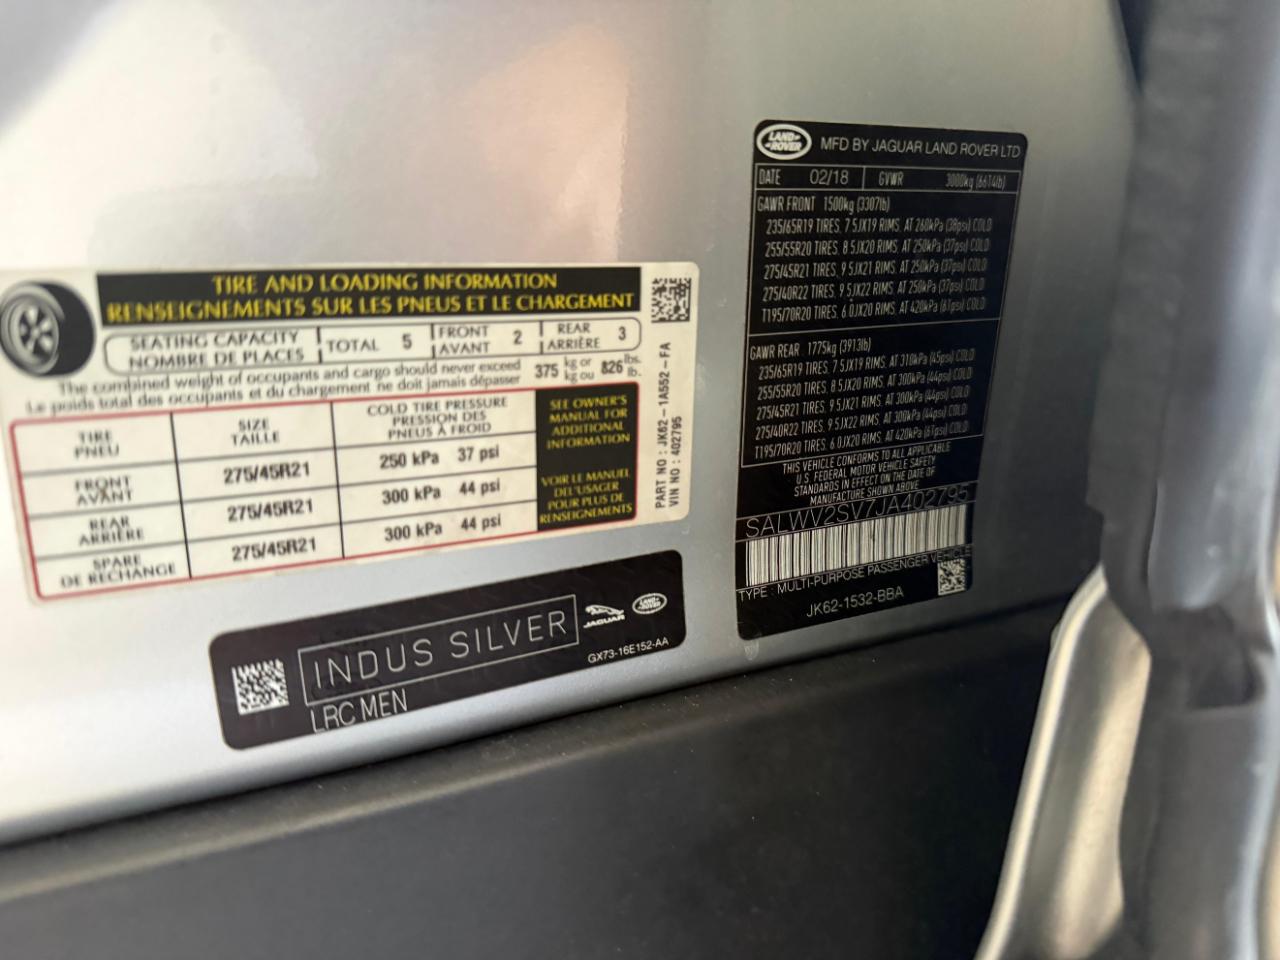 TIRE AND LOADING INFORMATION
RENSEIGNEMENTS SUR LES PNEUS ET LE CHARGEMENT
SEATING CAPACITY
NOMBRE DE PLACES
TOTAL 5
FRONT
AVANT
2
REAR
ARRIÈRE
3
The combined weight of occupants and cargo should never exceed
Le poids total des occupants et du chargement ne doit jamais dépasser
375 kg or
kg ou
826 lbs.
lb.
TIRE
PNEU
SIZE
TAILLE
COLD TIRE PRESSURE
PRESSION DES
PNEUS À FROID
FRONT
AVANT
275/45R21
250 kPa 37 psi
REAR
ARRIÈRE
275/45R21
300 kPa 44 psi
SPARE
DE RECHANGE
275/45R21
300 kPa 44 psi
SEE OWNER'S
MANUAL FOR
ADDITIONAL
INFORMATION
VOIR LE MANUEL
DE L'USAGER
POUR PLUS DE
RENSEIGNEMENTS
PART NO : JK62-1A552-FA
VIN NO : 402795
INDUS SILVER
LRC MEN
JAGUAR
LAND ROVER
GX73-16E152-AA
LAND
ROVER
MFD BY JAGUAR LAND ROVER LTD
DATE 02/18 GVWR 3000kg (6614lb)
GAWR FRONT 1500kg (3307lb)
235/65R19 TIRES, 7.5JX19 RIMS, AT 260kPa (38psi) COLD
255/55R20 TIRES, 8.5JX20 RIMS, AT 250kPa (37psi) COLD
275/45R21 TIRES, 9.5JX21 RIMS, AT 250kPa (37psi) COLD
275/40R22 TIRES, 9.5JX22 RIMS, AT 250kPa (37psi) COLD
T195/70R20 TIRES, 6.0JX20 RIMS, AT 420kPa (61psi) COLD
GAWR REAR 1775kg (3913lb)
235/65R19 TIRES, 7.5JX19 RIMS, AT 310kPa (45psi) COLD
255/55R20 TIRES, 8.5JX20 RIMS, AT 300kPa (44psi) COLD
275/45R21 TIRES, 9.5JX21 RIMS, AT 300kPa (44psi) COLD
275/40R22 TIRES, 9.5JX22 RIMS, AT 300kPa (44psi) COLD
T195/70R20 TIRES, 6.0JX20 RIMS, AT 420kPa (61psi) COLD
THIS VEHICLE CONFORMS TO ALL APPLICABLE
U.S. FEDERAL MOTOR VEHICLE SAFETY
STANDARDS IN EFFECT ON THE DATE OF
MANUFACTURE SHOWN ABOVE
SALWV2SV7JA402795
TYPE : MULTI-PURPOSE PASSENGER VEHICLE
JK62-1532-BBA